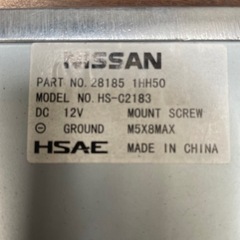 NISSAN
PART NO. 28185 1HH50
MODEL NO. HS-C2183
DC 12V MOUNT SCREW
⊖ GROUND M5X8MAX
HSAE MADE IN CHINA